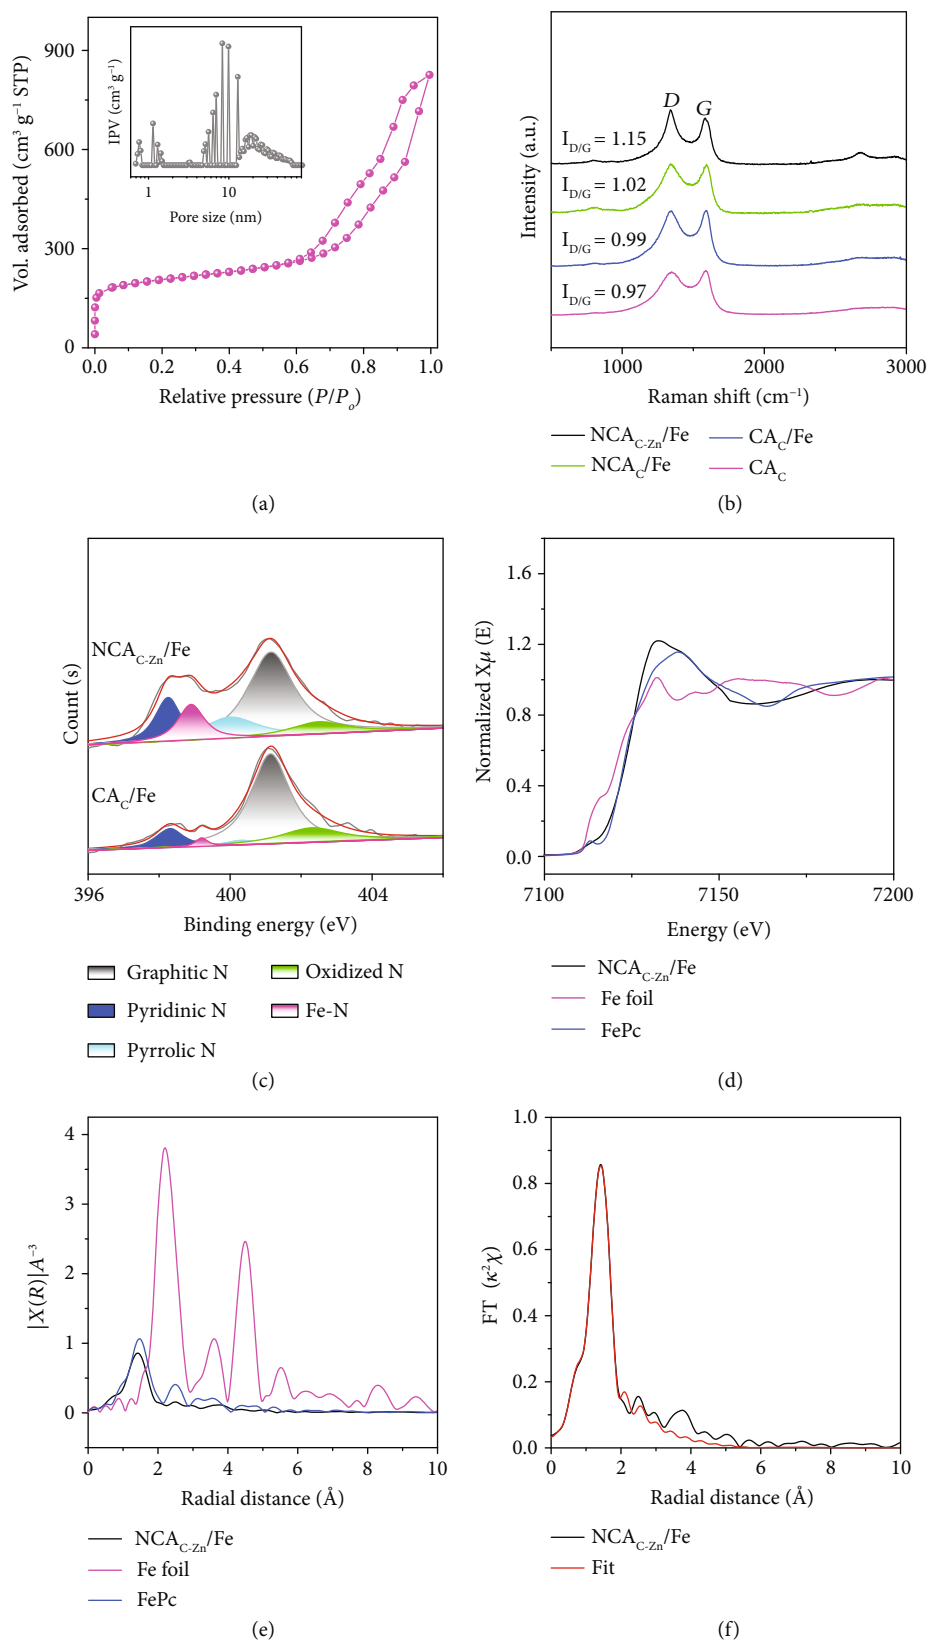 900
600
300
0
Vol. adsorbed (cm³ g⁻¹ STP)
IPV (cm³ g⁻¹)
1 10
Pore size (nm)
0.0 0.2 0.4 0.6 0.8 1.0
Relative pressure (P/Pₒ)
(a)
Intensity (a.u.)
D G
I_D/G = 1.15
I_D/G = 1.02
I_D/G = 0.99
I_D/G = 0.97
1000 2000 3000
Raman shift (cm⁻¹)
NCA_C-Zn/Fe CA_C/Fe
NCA_C/Fe CA_C
(b)
Count (s)
NCA_C-Zn/Fe
CA_C/Fe
396 400 404
Binding energy (eV)
Graphitic N Oxidized N
Pyridinic N Fe-N
Pyrrolic N
(c)
1.6
1.2
0.8
0.4
0.0
Normalized Xμ (E)
7100 7150 7200
Energy (eV)
NCA_C-Zn/Fe
Fe foil
FePc
(d)
4
3
2
1
0
|X(R)|A⁻³
0 2 4 6 8 10
Radial distance (Å)
NCA_C-Zn/Fe
Fe foil
FePc
(e)
1.0
0.8
0.6
0.4
0.2
0.0
FT (κ²χ)
0 2 4 6 8 10
Radial distance (Å)
NCA_C-Zn/Fe
Fit
(f)